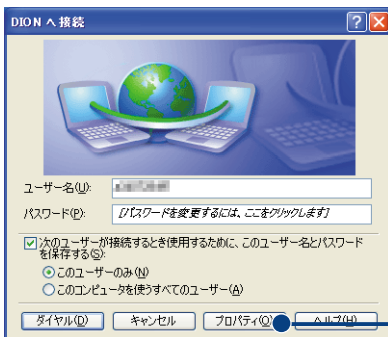 DION へ接続
ユーザー名(U):
パスワード(P): [パスワードを変更するには、ここをクリックします]
次のユーザーが接続するとき使用するために、このユーザー名とパスワード
を保存する(S):
このユーザーのみ(N)
このコンピュータを使うすべてのユーザー(A)
ダイヤル(D) キャンセル プロパティ(O) ヘルプ(H)